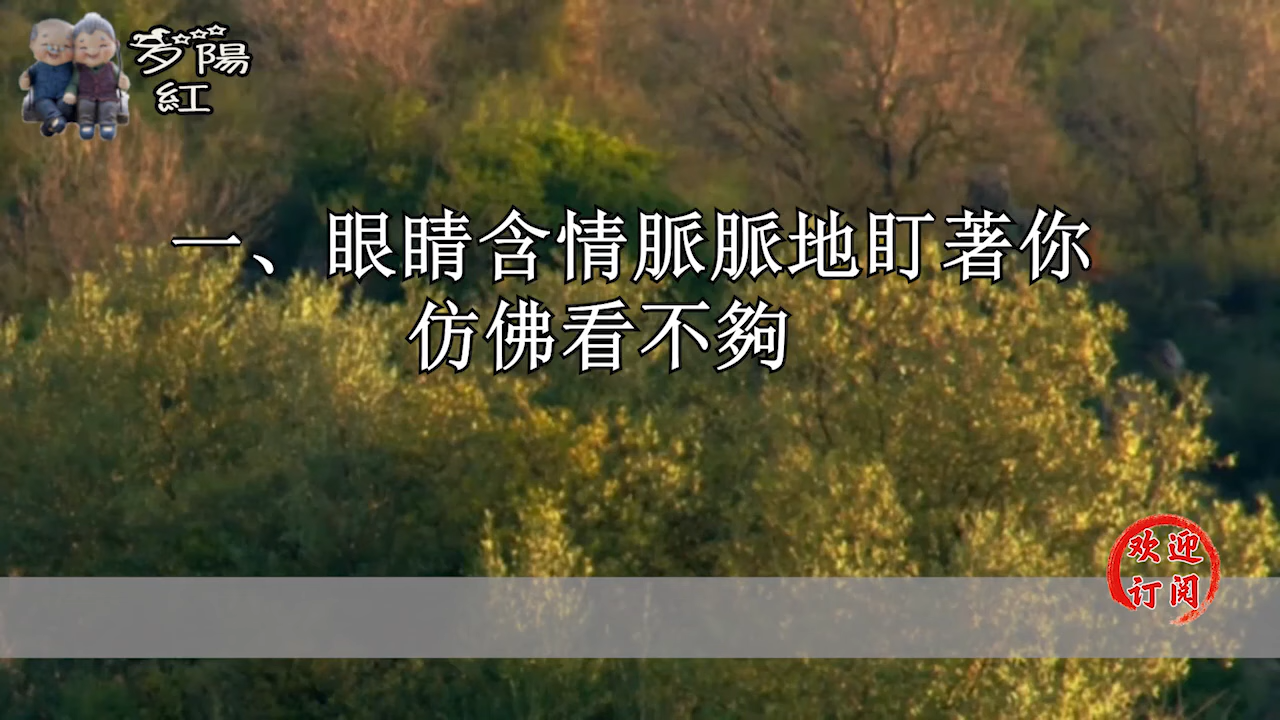 夕陽
紅
一、眼睛含情脈脈地盯著你
仿佛看不夠
欢迎
订阅